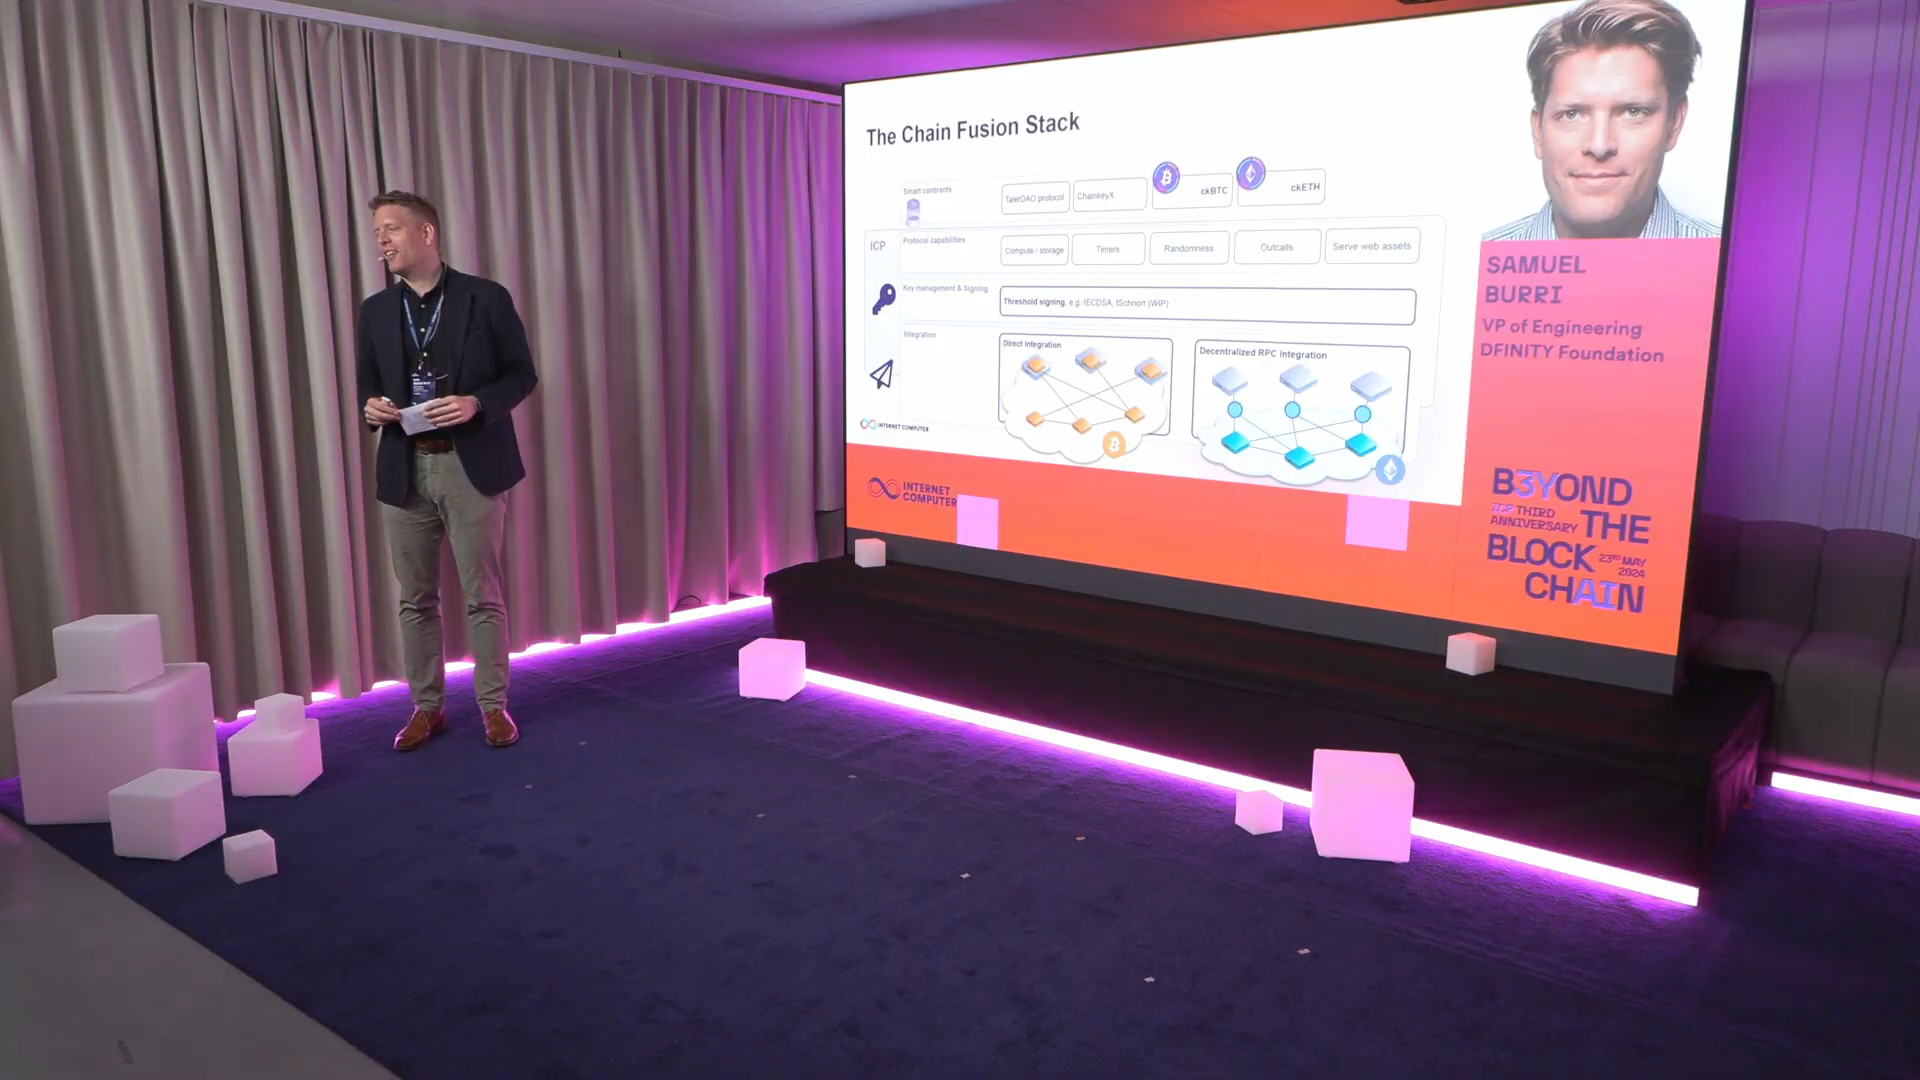 The Chain Fusion Stack
Smart contracts
TalerDAO protocol
ChainkeyX
ckBTC
ckETH
ICP
Protocol capabilities
Compute / storage
Timers
Randomness
Outcalls
Serve web assets
Key management & Signing
Threshold signing, e.g. tECDSA, tSchnorr (WIP)
Integration
Direct Integration
Decentralized RPC Integration
INTERNET COMPUTER
INTERNET
COMPUTER
SAMUEL
BURRI
VP of Engineering
DFINITY Foundation
B3YOND
ICP THIRD
ANNIVERSARY
THE
BLOCK
23RD MAY
2024
CHAIN